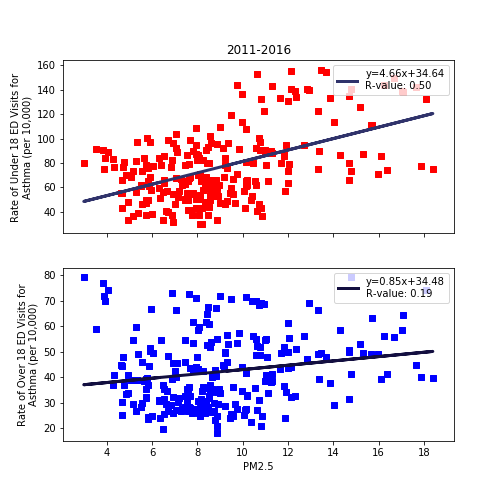 2011-2016
Rate of Under 18 ED Visits for
Asthma (per 10,000)
160
140
120
100
80
60
40
y=4.66x+34.64
R-value: 0.50
Rate of Over 18 ED Visits for
Asthma (per 10,000)
80
70
60
50
40
30
20
y=0.85x+34.48
R-value: 0.19
4 6 8 10 12 14 16 18
PM2.5